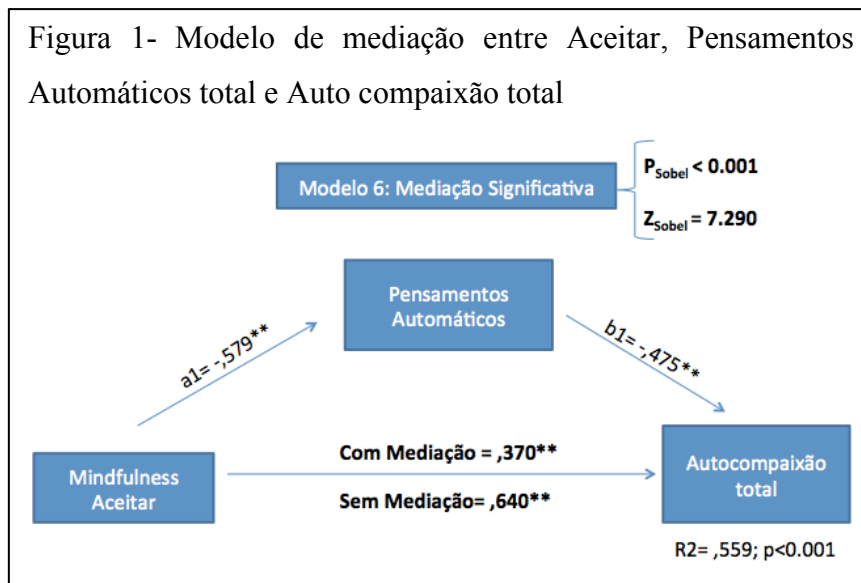 Figura 1- Modelo de mediação entre Aceitar, Pensamentos
Automáticos total e Auto compaixão total
Modelo 6: Mediação Significativa
P Sobel < 0.001
Z Sobel = 7.290
Pensamentos
Automáticos
a1= -,579**
b1= -,475**
Mindfulness
Aceitar
Com Mediação = ,370**
Sem Mediação= ,640**
Autocompaixão
total
R2= ,559; p<0.001